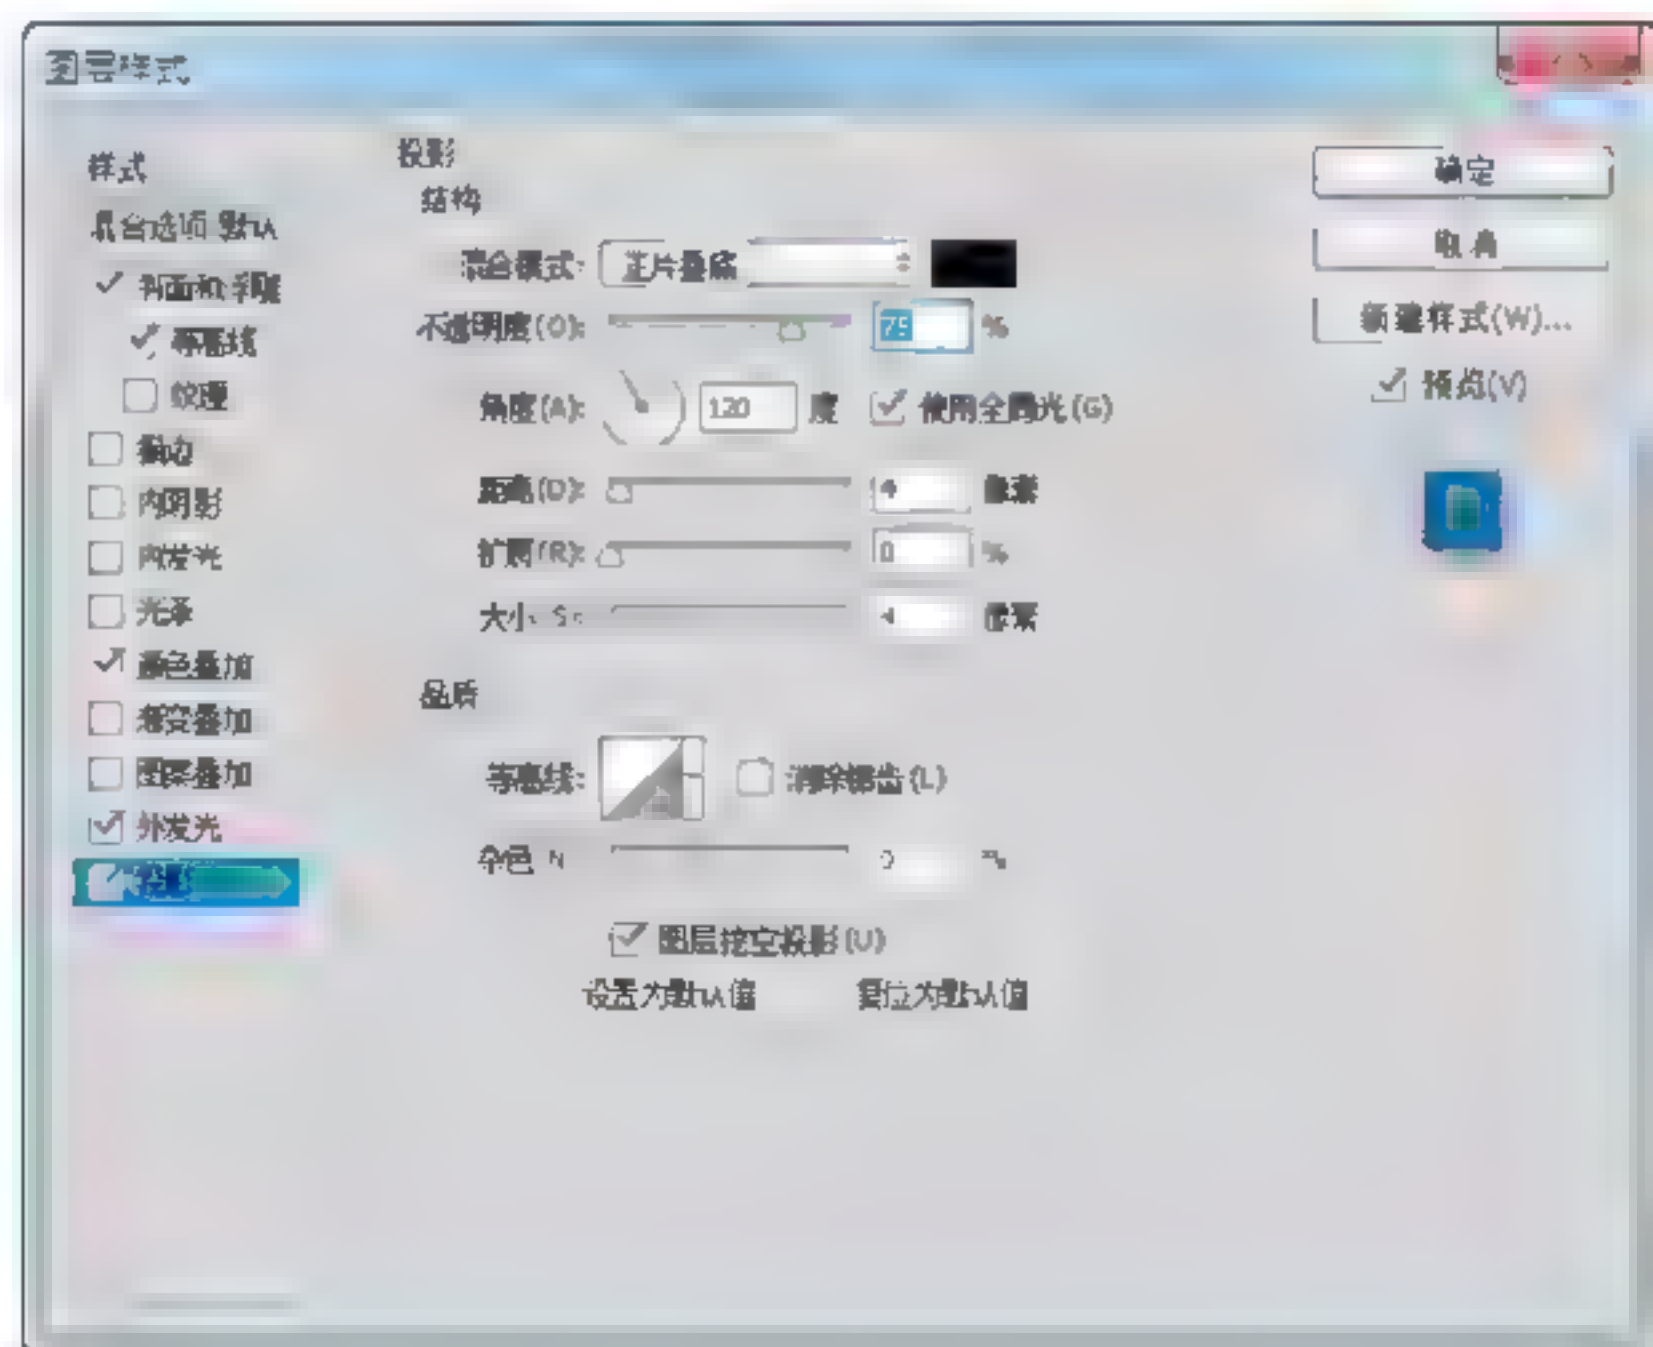 图层样式
样式
混合选项:默认
斜面和浮雕
等高线
纹理
描边
内阴影
内发光
光泽
颜色叠加
渐变叠加
图案叠加
外发光
投影
结构
混合模式: 正片叠底
不透明度(O): 75 %
角度(A): 120 度 使用全局光(G)
距离(D): 像素
扩展(R): 0 %
大小(S): 像素
品质
等高线: 消除锯齿(L)
杂色(N): 0 %
图层挖空投影(U)
设置为默认值 复位为默认值
确定
取消
新建样式(W)...
预览(V)